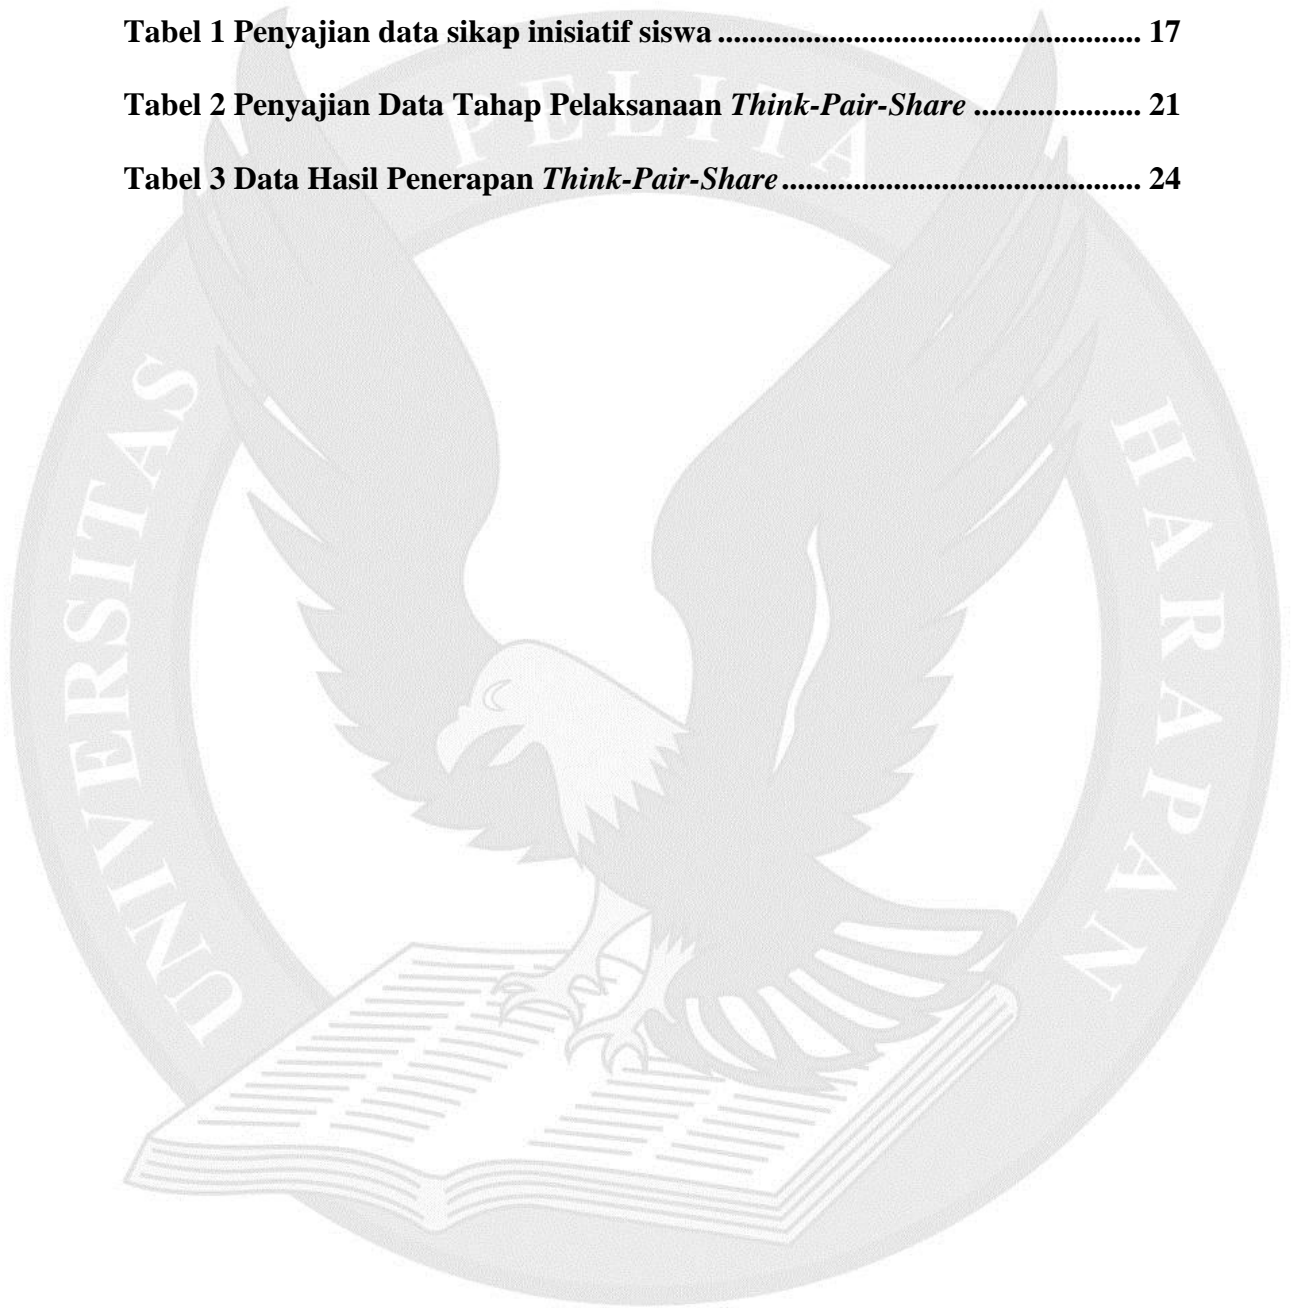 Tabel 1 Penyajian data sikap inisiatif siswa ..................................................... 17
Tabel 2 Penyajian Data Tahap Pelaksanaan Think-Pair-Share ..................... 21
Tabel 3 Data Hasil Penerapan Think-Pair-Share ............................................. 24
UNIVERSITAS PELITA HARAPAN